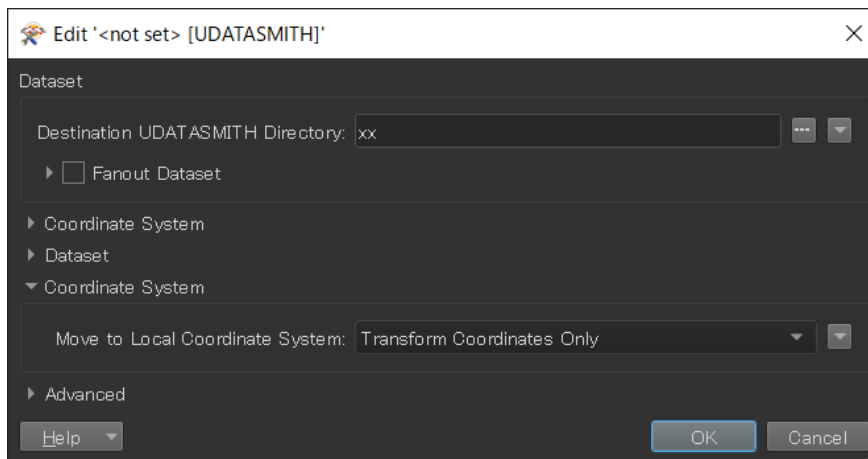 Edit '<not set> [UDATASMITH]'
Dataset
Destination UDATASMITH Directory: xx
Fanout Dataset
Coordinate System
Dataset
Coordinate System
Move to Local Coordinate System: Transform Coordinates Only
Advanced
Help OK Cancel